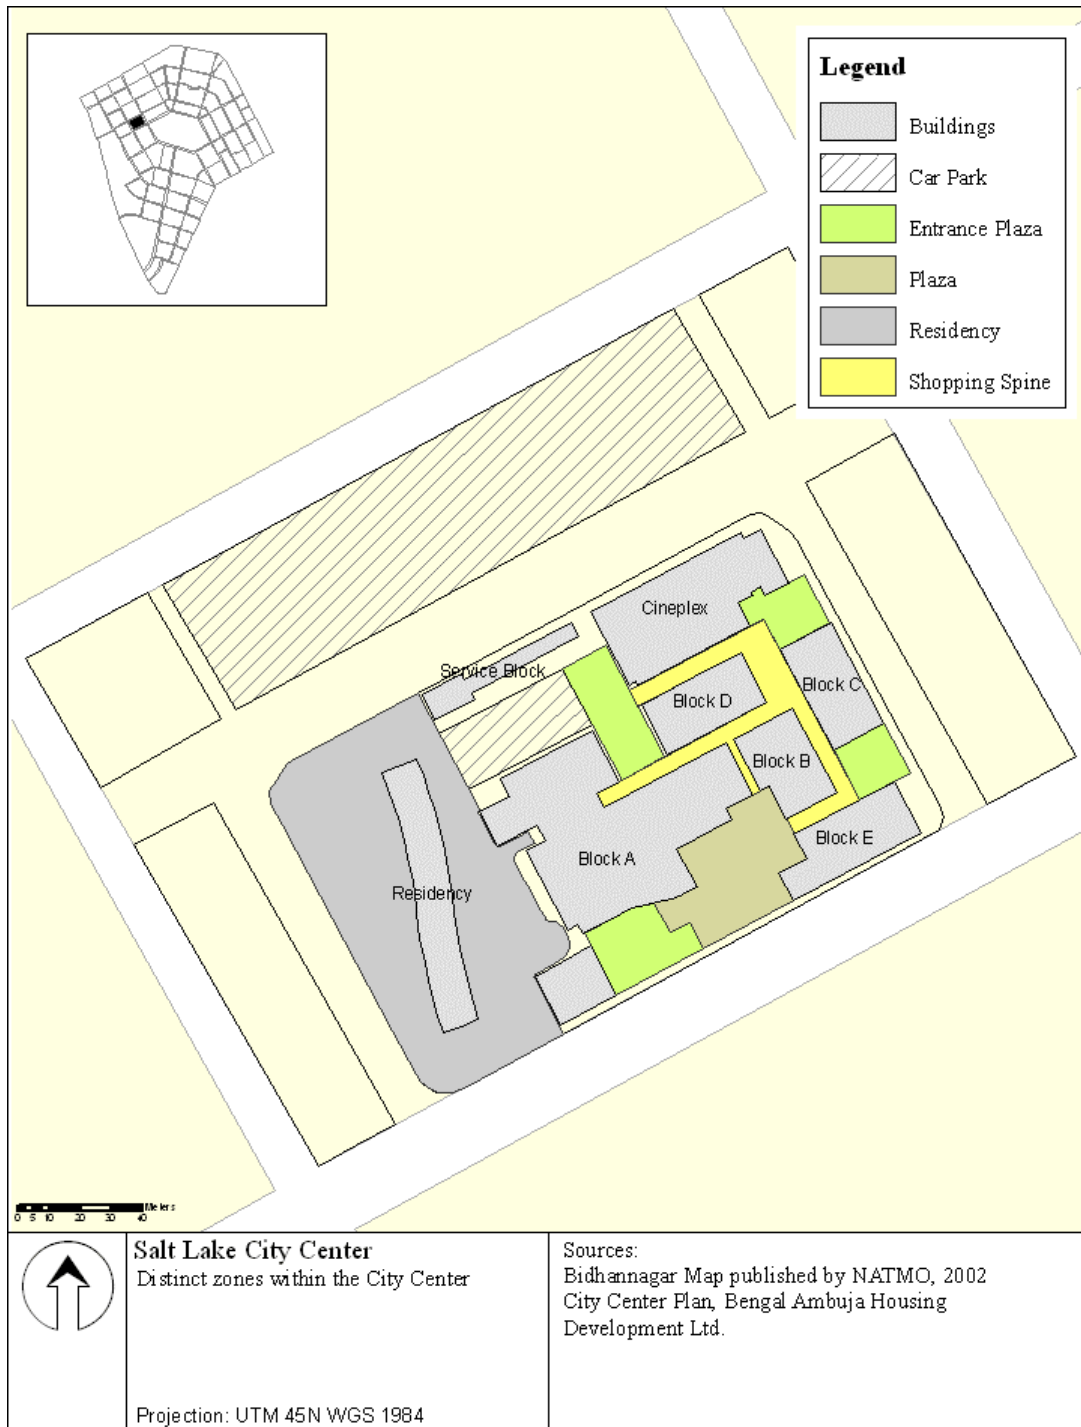 Legend
Buildings
Car Park
Entrance Plaza
Plaza
Residency
Shopping Spine
Cineplex
Service Block
Block D
Block C
Block B
Block E
Block A
Residency
Meters
0 5 10 20 30 40
Salt Lake City Center
Distinct zones within the City Center
Projection: UTM 45N WGS 1984
Sources:
Bidhannagar Map published by NATMO, 2002
City Center Plan, Bengal Ambuja Housing
Development Ltd.